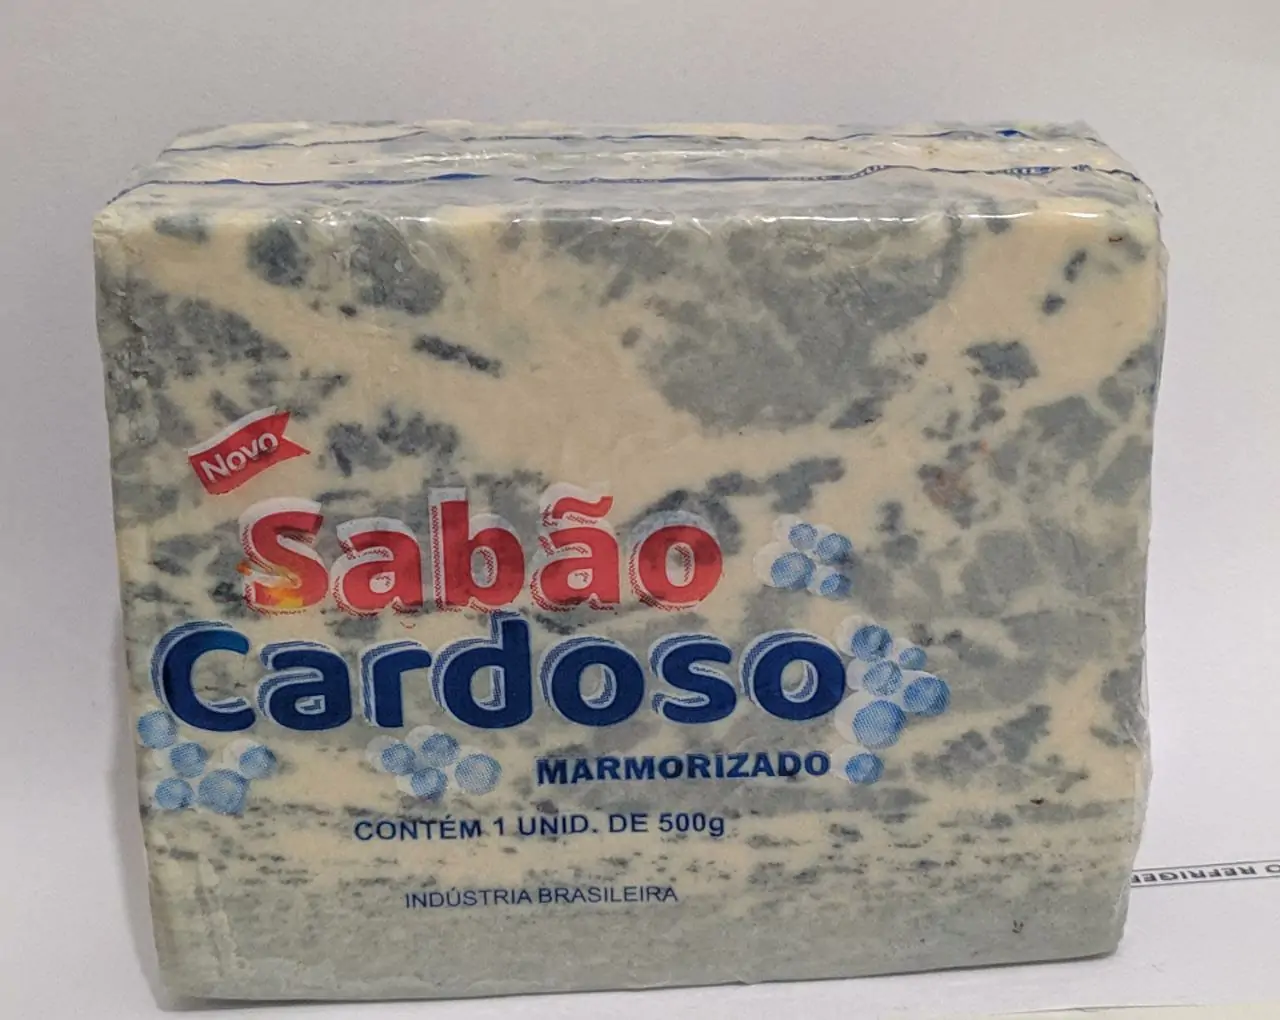 Novo
Sabão
Cardoso
MARMORIZADO
CONTÉM 1 UNID. DE 500g
INDÚSTRIA BRASILEIRA